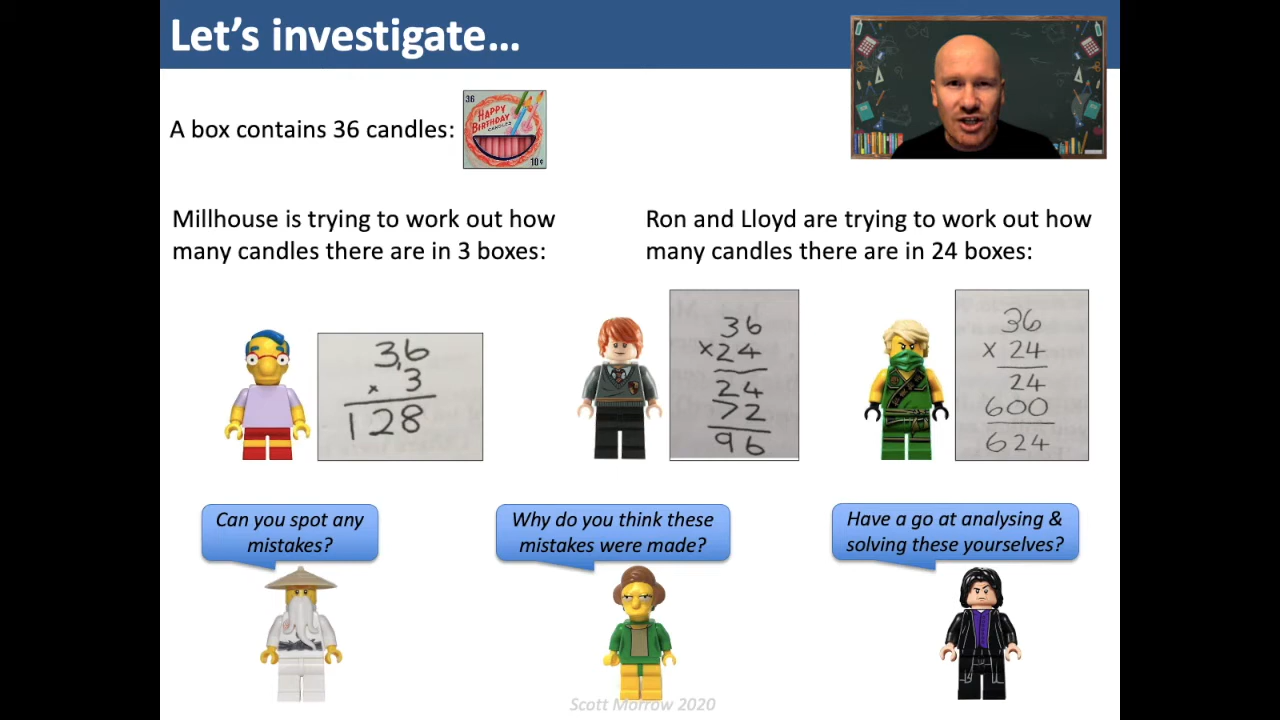 Let's investigate...
A box contains 36 candles:
36
HAPPY
BIRTHDAY
CANDLES
10¢
Millhouse is trying to work out how
many candles there are in 3 boxes:
Ron and Lloyd are trying to work out how
many candles there are in 24 boxes:
36
1
× 3
128
36
×24
24
72
96
36
× 24
24
600
624
Can you spot any
mistakes?
Why do you think these
mistakes were made?
Have a go at analysing &
solving these yourselves?
Scott Morrow 2020